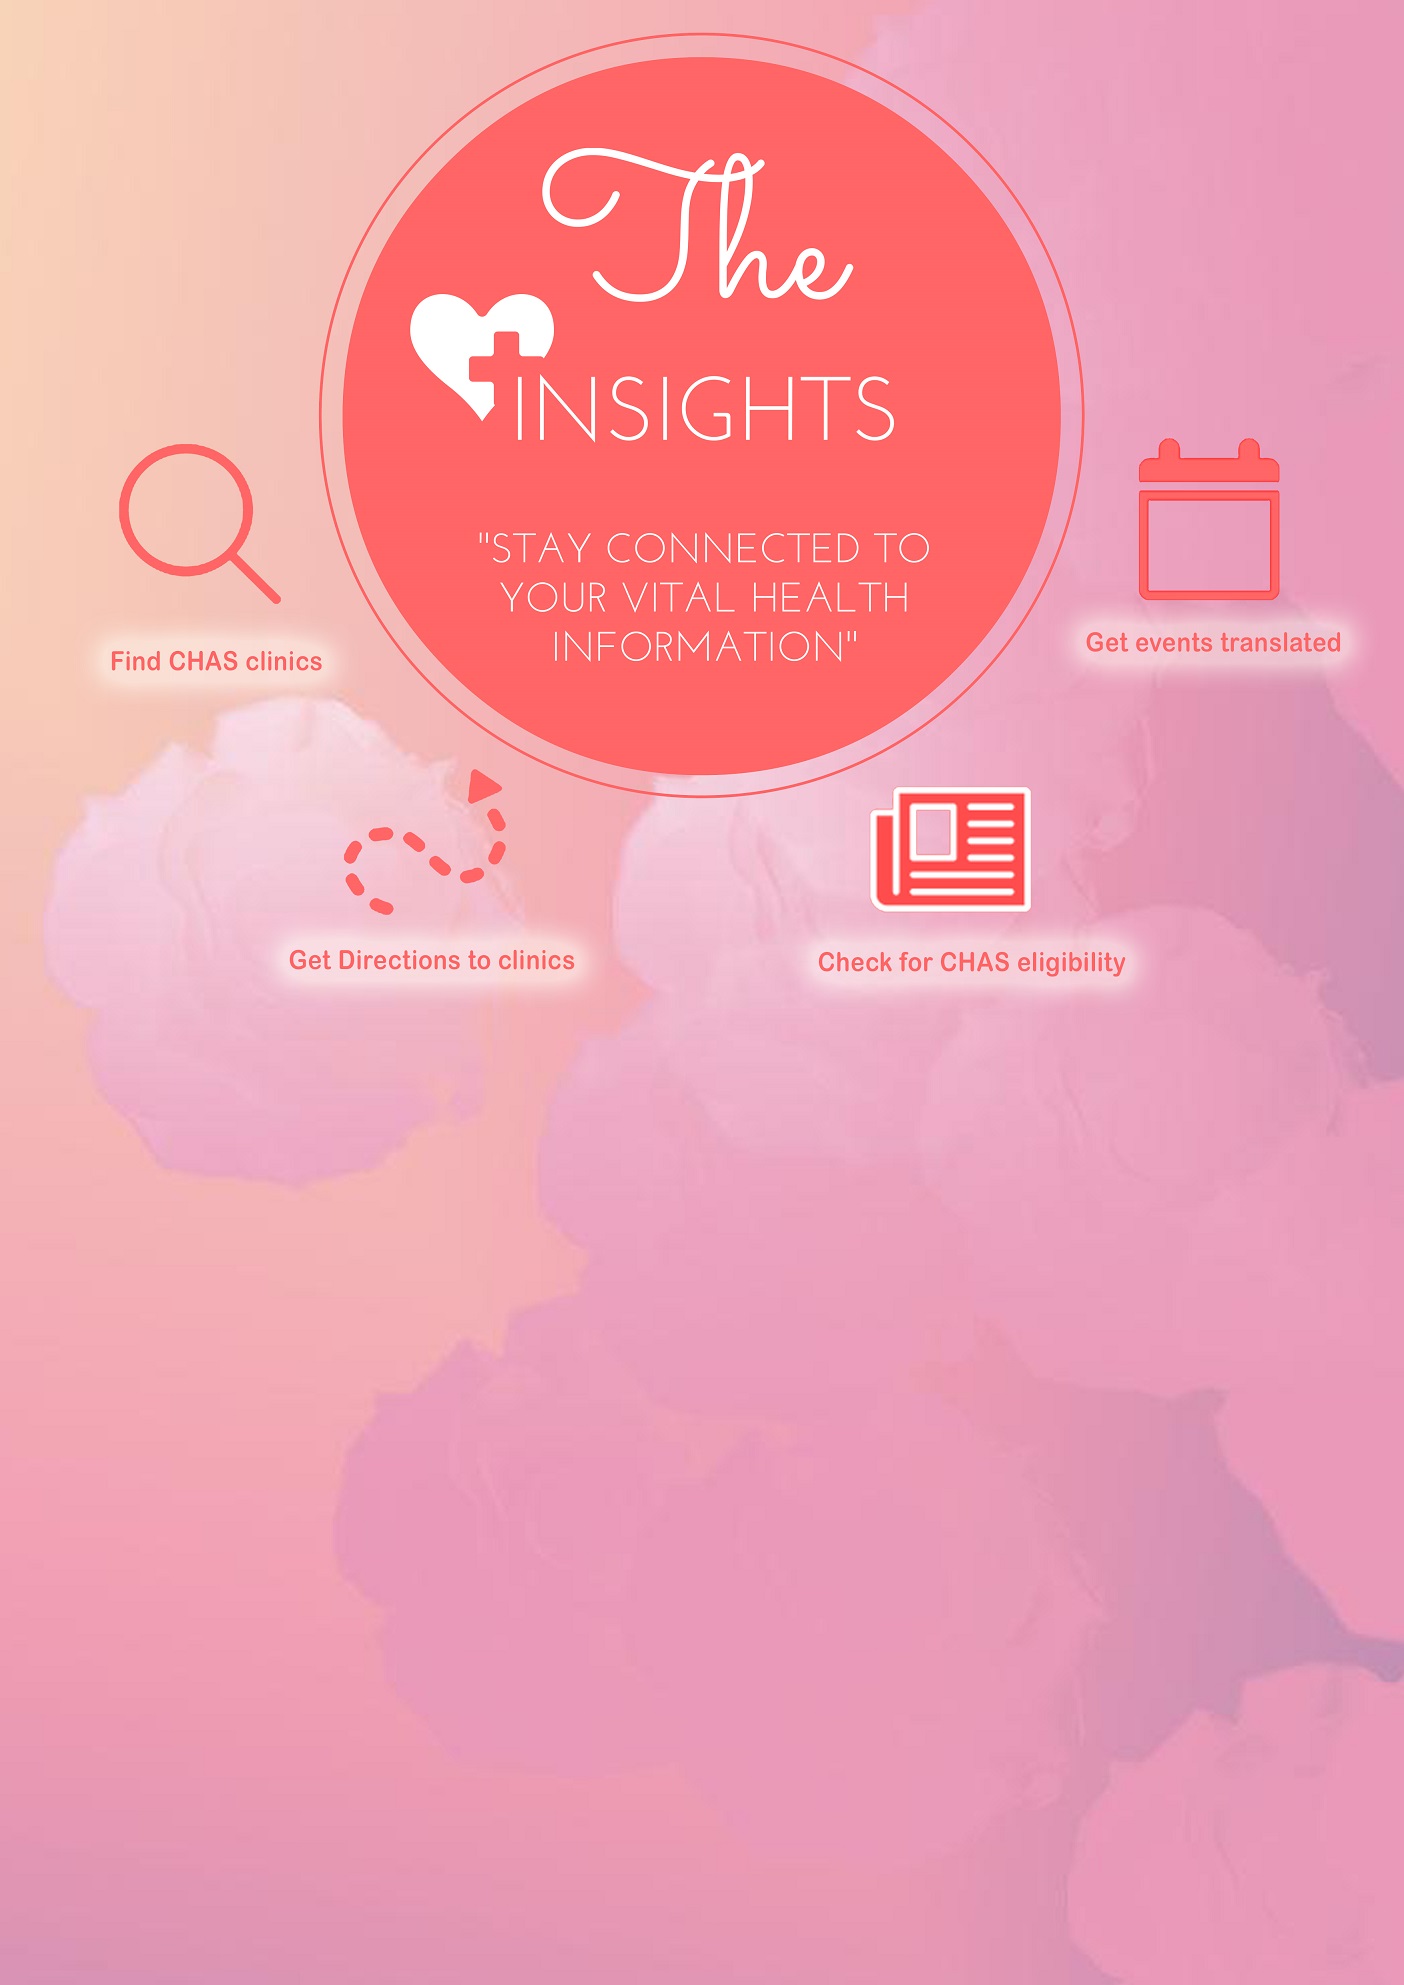 The
INSIGHTS
"STAY CONNECTED TO
YOUR VITAL HEALTH
INFORMATION"
Find CHAS clinics
Get events translated
Get Directions to clinics
Check for CHAS eligibility